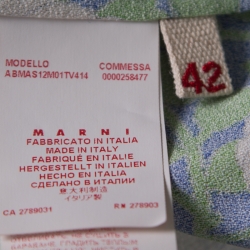 MODELLO
ABMAS12M01TV414
COMMESSA
0000258477
42
MARNI
FABBRICATO IN ITALIA
MADE IN ITALY
FABRIQUÉ EN ITALIE
HERGESTELLT IN ITALIEN
HECHO EN ITALIA
СДЕЛАНО В ИТАЛИИ
意大利制造
イタリア製
CA 2789031
RN 278903